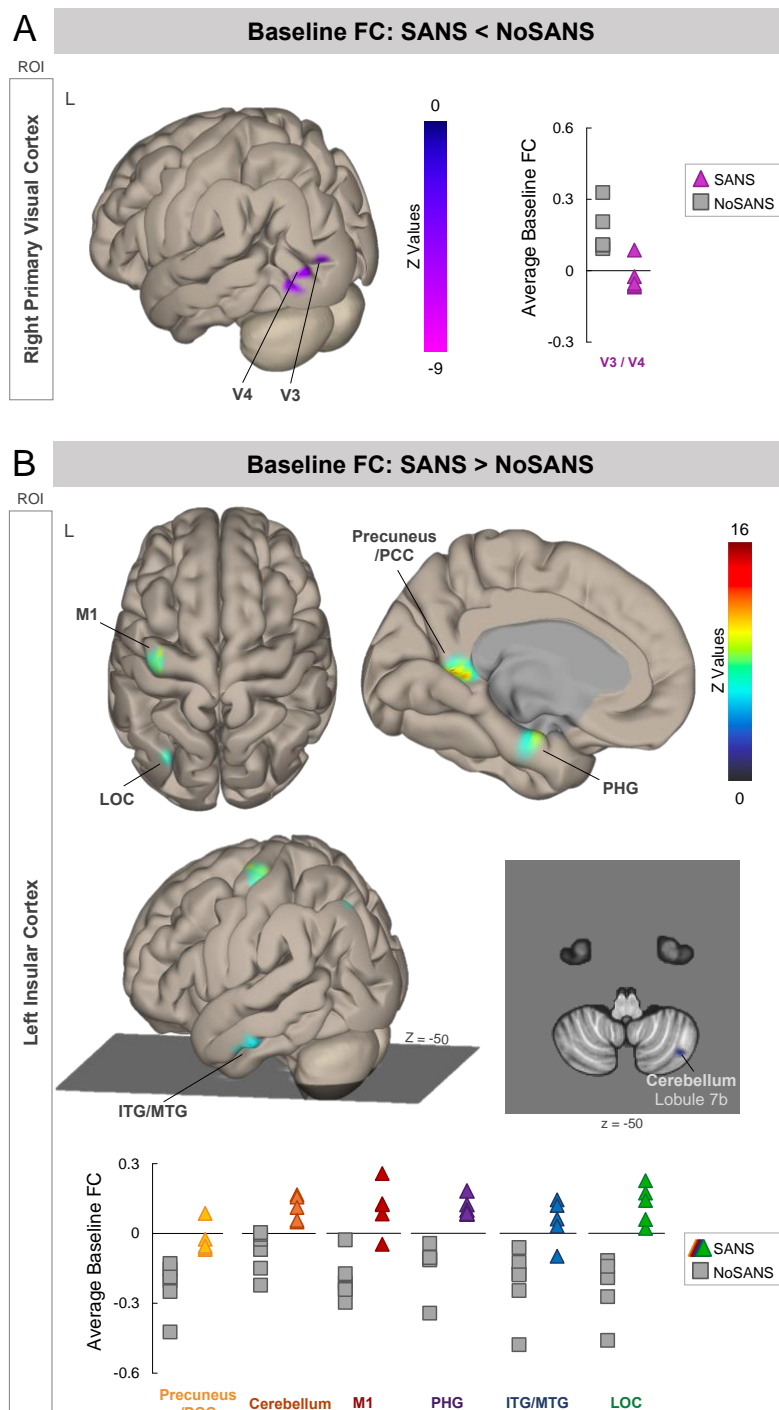 A
Baseline FC: SANS < NoSANS
ROI
Right Primary Visual Cortex
L
V4
V3
0
Z Values
-9
Average Baseline FC
0.6
0.3
0
-0.3
V3 / V4
SANS
NoSANS
B
Baseline FC: SANS > NoSANS
ROI
Left Insular Cortex
L
M1
LOC
Precuneus
/PCC
PHG
16
Z Values
0
Z = -50
ITG/MTG
Cerebellum
Lobule 7b
z = -50
Average Baseline FC
0.3
0
-0.3
-0.6
SANS
NoSANS
Precuneus
Cerebellum
M1
PHG
ITG/MTG
LOC